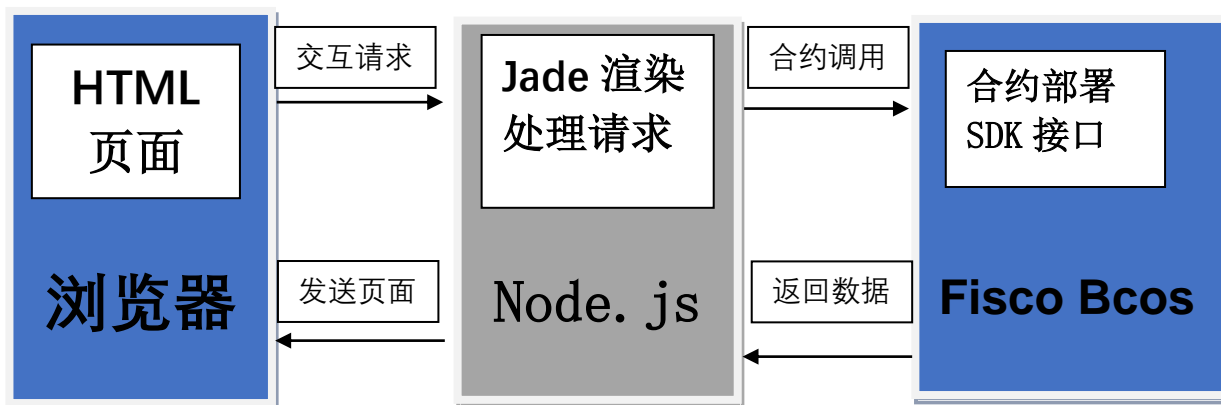 HTML
页面
浏览器
交互请求
发送页面
Jade 渲染
处理请求
Node.js
合约调用
返回数据
合约部署
SDK 接口
Fisco Bcos